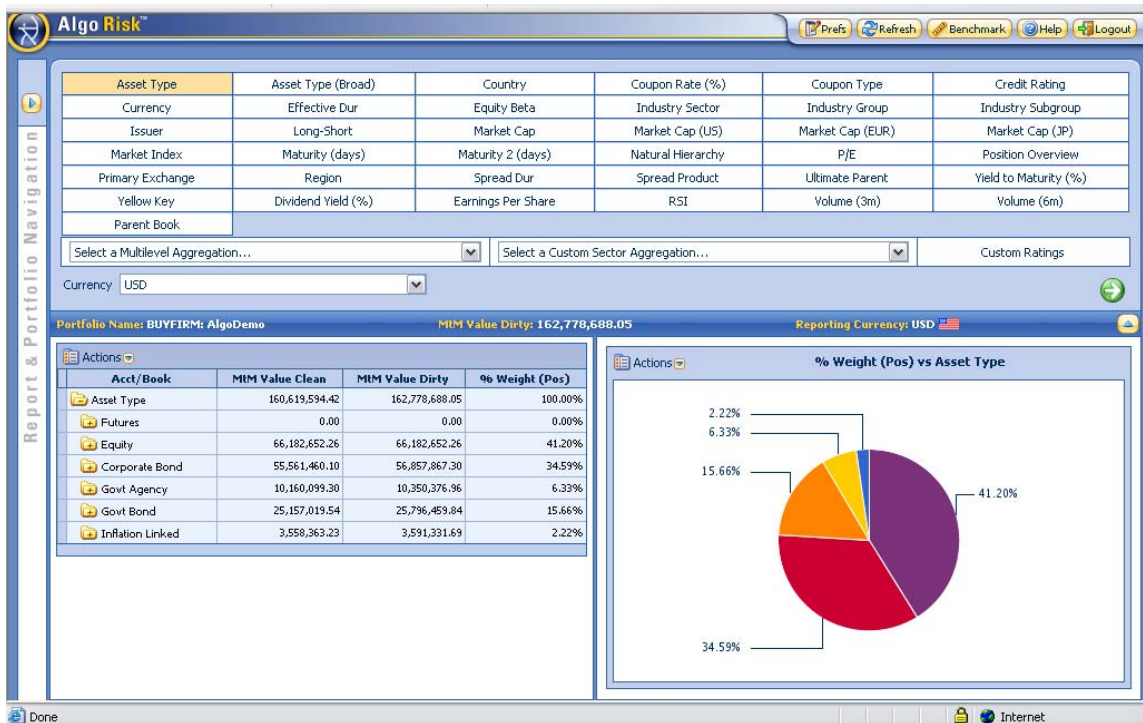 Algo Risk™
Prefs Refresh Benchmark Help Logout
Report & Portfolio Navigation
Asset Type Asset Type (Broad) Country Coupon Rate (%) Coupon Type Credit Rating
Currency Effective Dur Equity Beta Industry Sector Industry Group Industry Subgroup
Issuer Long-Short Market Cap Market Cap (US) Market Cap (EUR) Market Cap (JP)
Market Index Maturity (days) Maturity 2 (days) Natural Hierarchy P/E Position Overview
Primary Exchange Region Spread Dur Spread Product Ultimate Parent Yield to Maturity (%)
Yellow Key Dividend Yield (%) Earnings Per Share RSI Volume (3m) Volume (6m)
Parent Book
Select a Multilevel Aggregation... Select a Custom Sector Aggregation... Custom Ratings
Currency USD
Portfolio Name: BUYFIRM: AlgoDemo MtM Value Dirty: 162,778,688.05 Reporting Currency: USD
Actions
Acct/Book MtM Value Clean MtM Value Dirty % Weight (Pos)
Asset Type 160,619,594.42 162,778,688.05 100.00%
Futures 0.00 0.00 0.00%
Equity 66,182,652.26 66,182,652.26 41.20%
Corporate Bond 55,561,460.10 56,857,867.30 34.59%
Govt Agency 10,160,099.30 10,350,376.96 6.33%
Govt Bond 25,157,019.54 25,796,459.84 15.66%
Inflation Linked 3,558,363.23 3,591,331.69 2.22%
Actions % Weight (Pos) vs Asset Type
2.22%
6.33%
15.66%
41.20%
34.59%
Done Internet